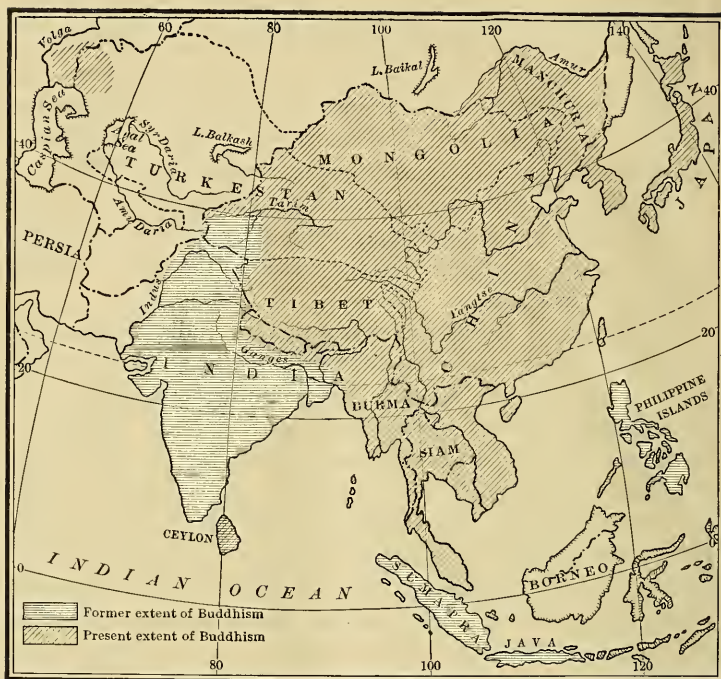 60
80
100
120
140
Volga
L. Baikal
Amur
MANCHURIA
40
Caspian Sea
Aral Sea
Syr Daria
L. Balkash
JAPAN
40
TURKESTAN
MONGOLIA
Amu Daria
Tarim
PERSIA
CHINA
Indus
TIBET
Yangtse
Ganges
20
20
INDIA
BURMA
PHILIPPINE
ISLANDS
SIAM
CEYLON
0
0
INDIAN OCEAN
SUMATRA
BORNEO
Former extent of Buddhism
Present extent of Buddhism
JAVA
80
100
120